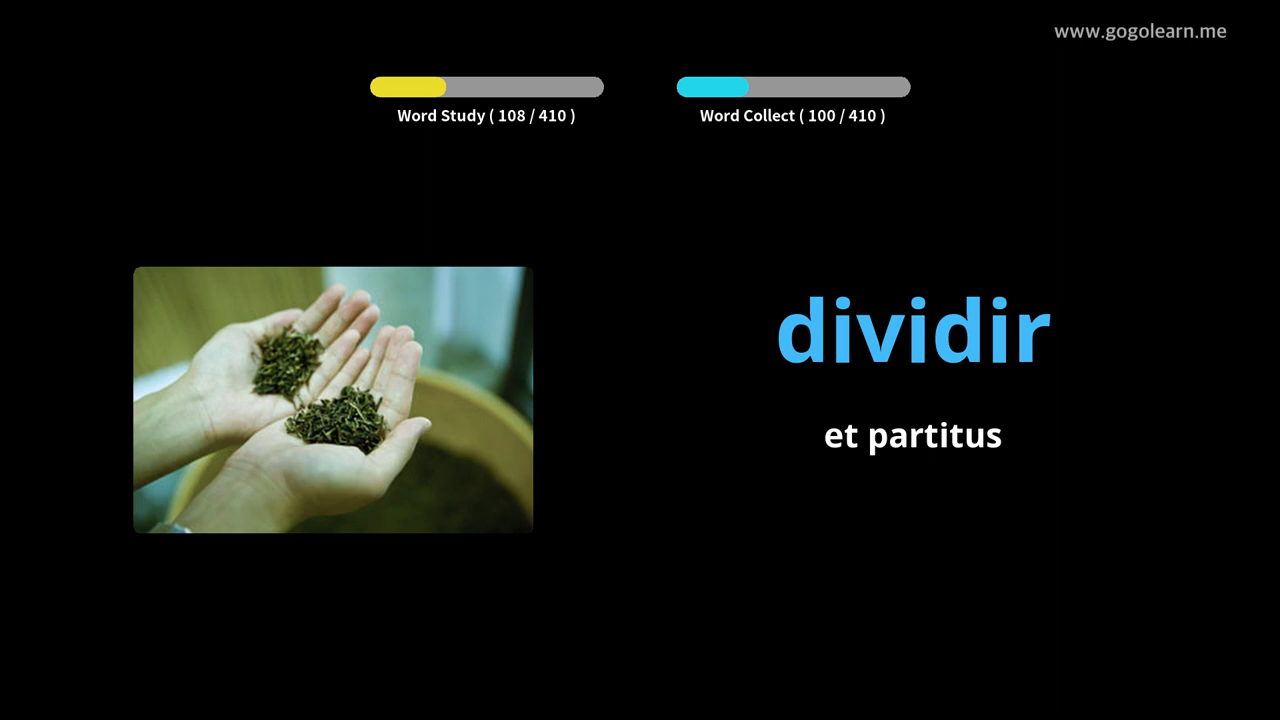 www.gogolearn.me
Word Study ( 108 / 410 )
Word Collect ( 100 / 410 )
dividir
et partitus